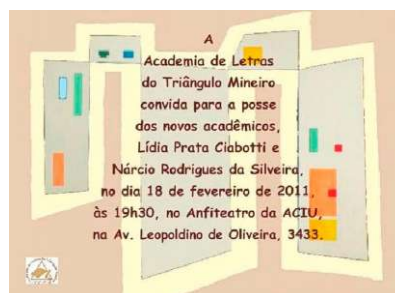 A
Academia de Letras
do Triângulo Mineiro
convida para a posse
dos novos acadêmicos,
Lídia Prata Ciabotti e
Nárcio Rodrigues da Silveira,
no dia 18 de fevereiro de 2011,
às 19h30, no Anfiteatro da ACIU,
na Av. Leopoldino de Oliveira, 3433.